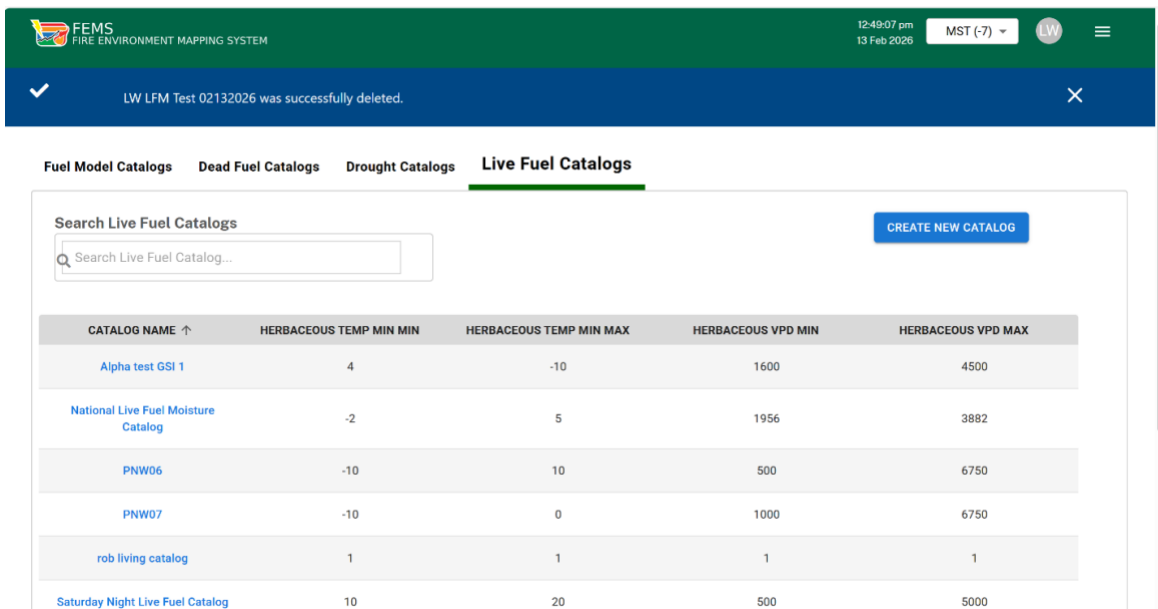 FEMS
FIRE ENVIRONMENT MAPPING SYSTEM
12:49:07 pm
13 Feb 2026
MST (-7)
LW
LW LFM Test 02132026 was successfully deleted.
Fuel Model Catalogs Dead Fuel Catalogs Drought Catalogs Live Fuel Catalogs
Search Live Fuel Catalogs
CREATE NEW CATALOG
Search Live Fuel Catalog...
CATALOG NAME ↑ HERBACEOUS TEMP MIN MIN HERBACEOUS TEMP MIN MAX HERBACEOUS VPD MIN HERBACEOUS VPD MAX
Alpha test GSI 1 4 -10 1600 4500
National Live Fuel Moisture
Catalog -2 5 1956 3882
PNW06 -10 10 500 6750
PNW07 -10 0 1000 6750
rob living catalog 1 1 1 1
Saturday Night Live Fuel Catalog 10 20 500 5000